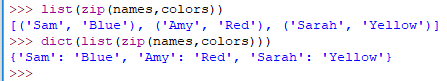 >>> list(zip(names,colors))
[('Sam', 'Blue'), ('Amy', 'Red'), ('Sarah', 'Yellow')]
>>> dict(list(zip(names,colors)))
{'Sam': 'Blue', 'Amy': 'Red', 'Sarah': 'Yellow'}
>>>